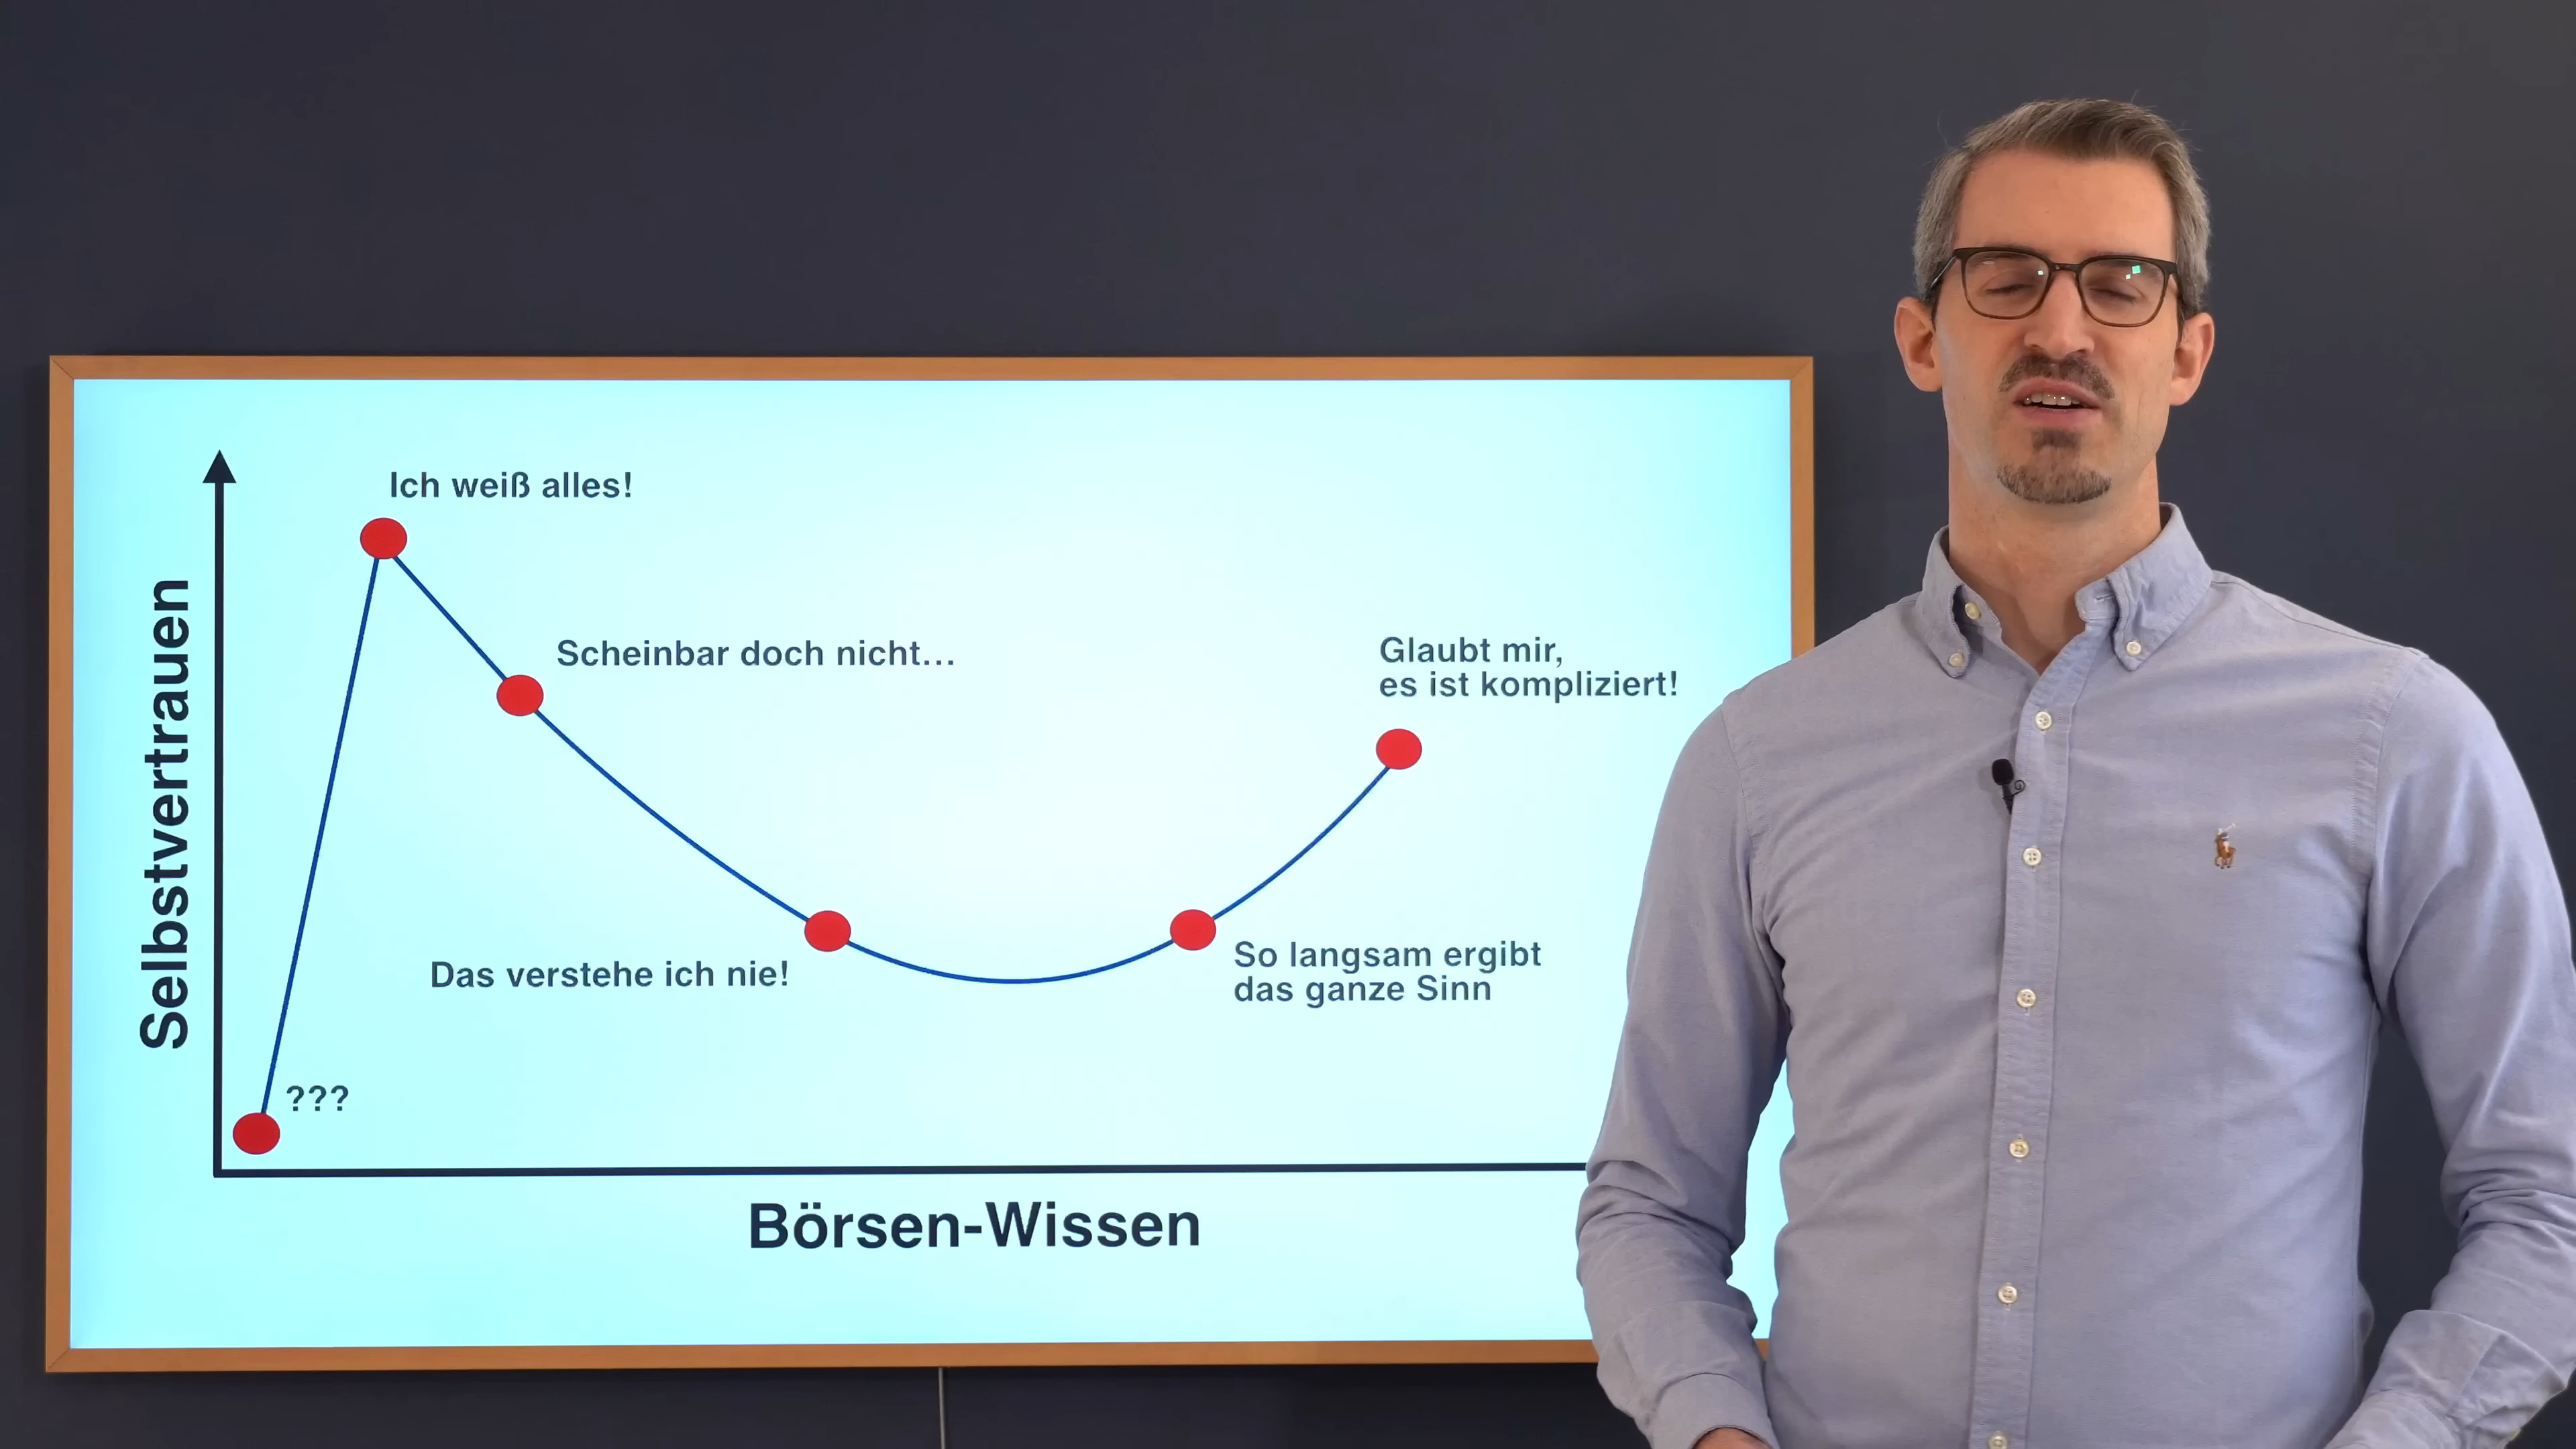 Ich weiß alles!
Scheinbar doch nicht...
Glaubt mir,
es ist kompliziert!
Das verstehe ich nie!
So langsam ergibt
das ganze Sinn
???
Selbstvertrauen
Börsen-Wissen